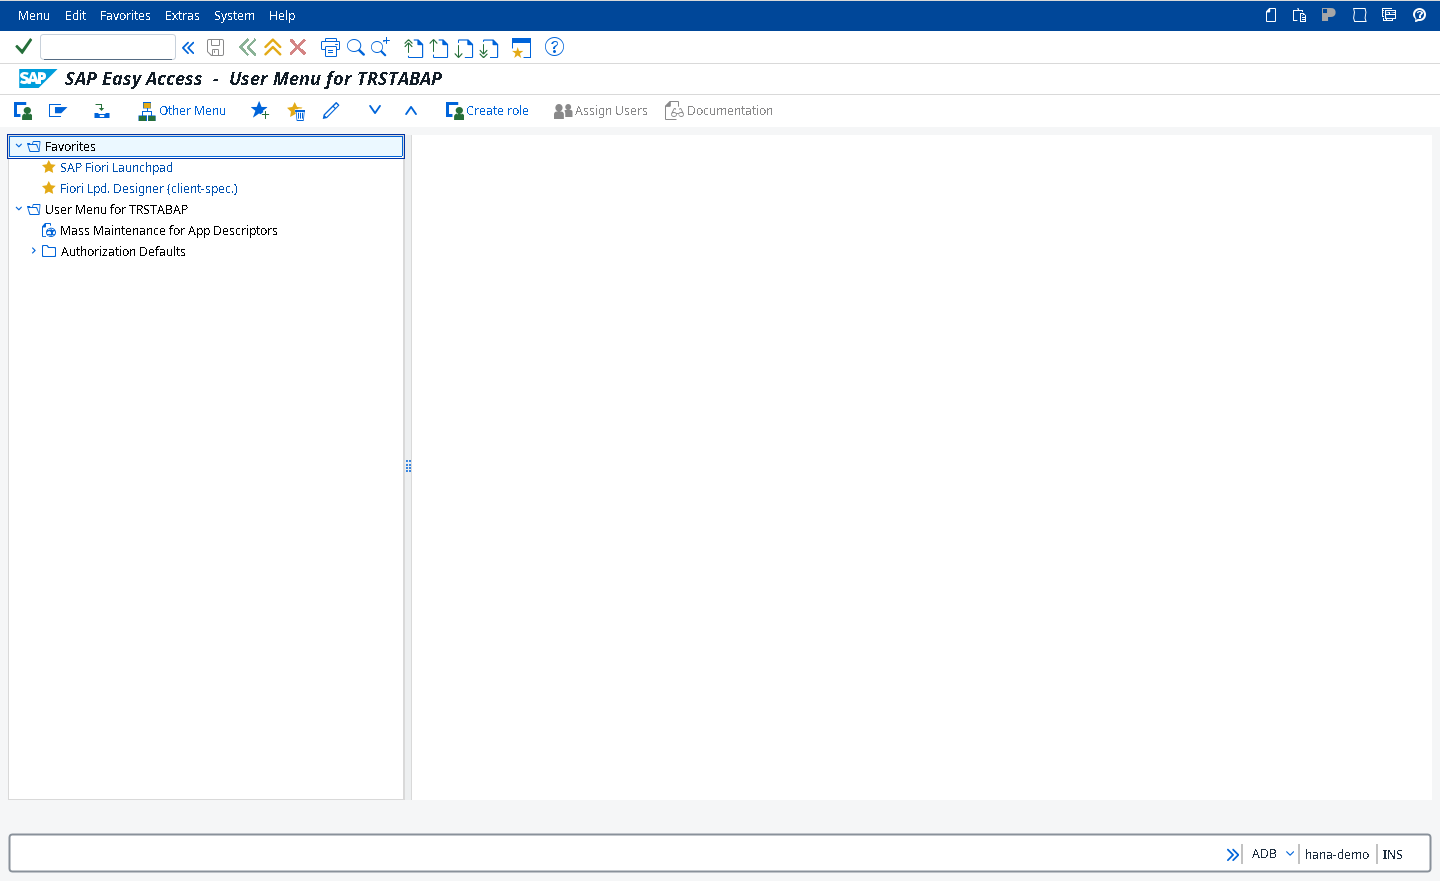 Menu Edit Favorites Extras System Help
SAP SAP Easy Access - User Menu for TRSTABAP
Other Menu Create role Assign Users Documentation
Favorites
SAP Fiori Launchpad
Fiori Lpd. Designer (client-spec.)
User Menu for TRSTABAP
Mass Maintenance for App Descriptors
Authorization Defaults
ADB hana-demo INS